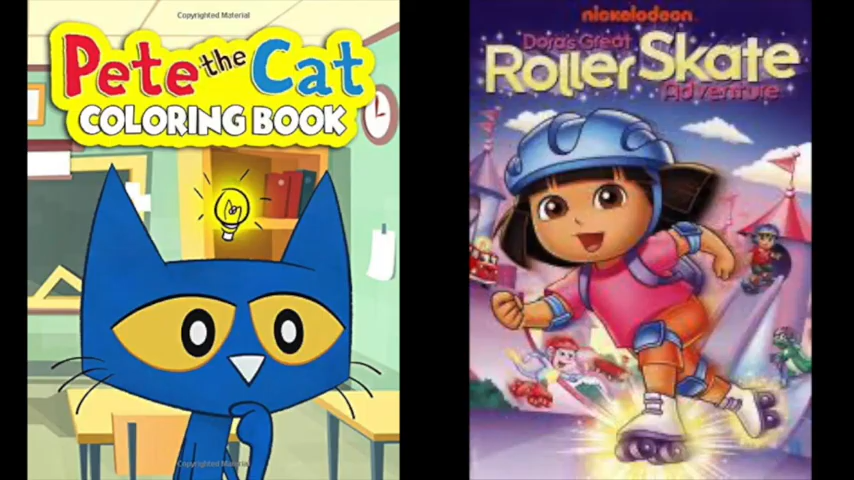 Copyrighted Material
Pete the Cat
COLORING BOOK
Copyrighted Material
nickelodeon
Dora's Great
Roller Skate
Adventure